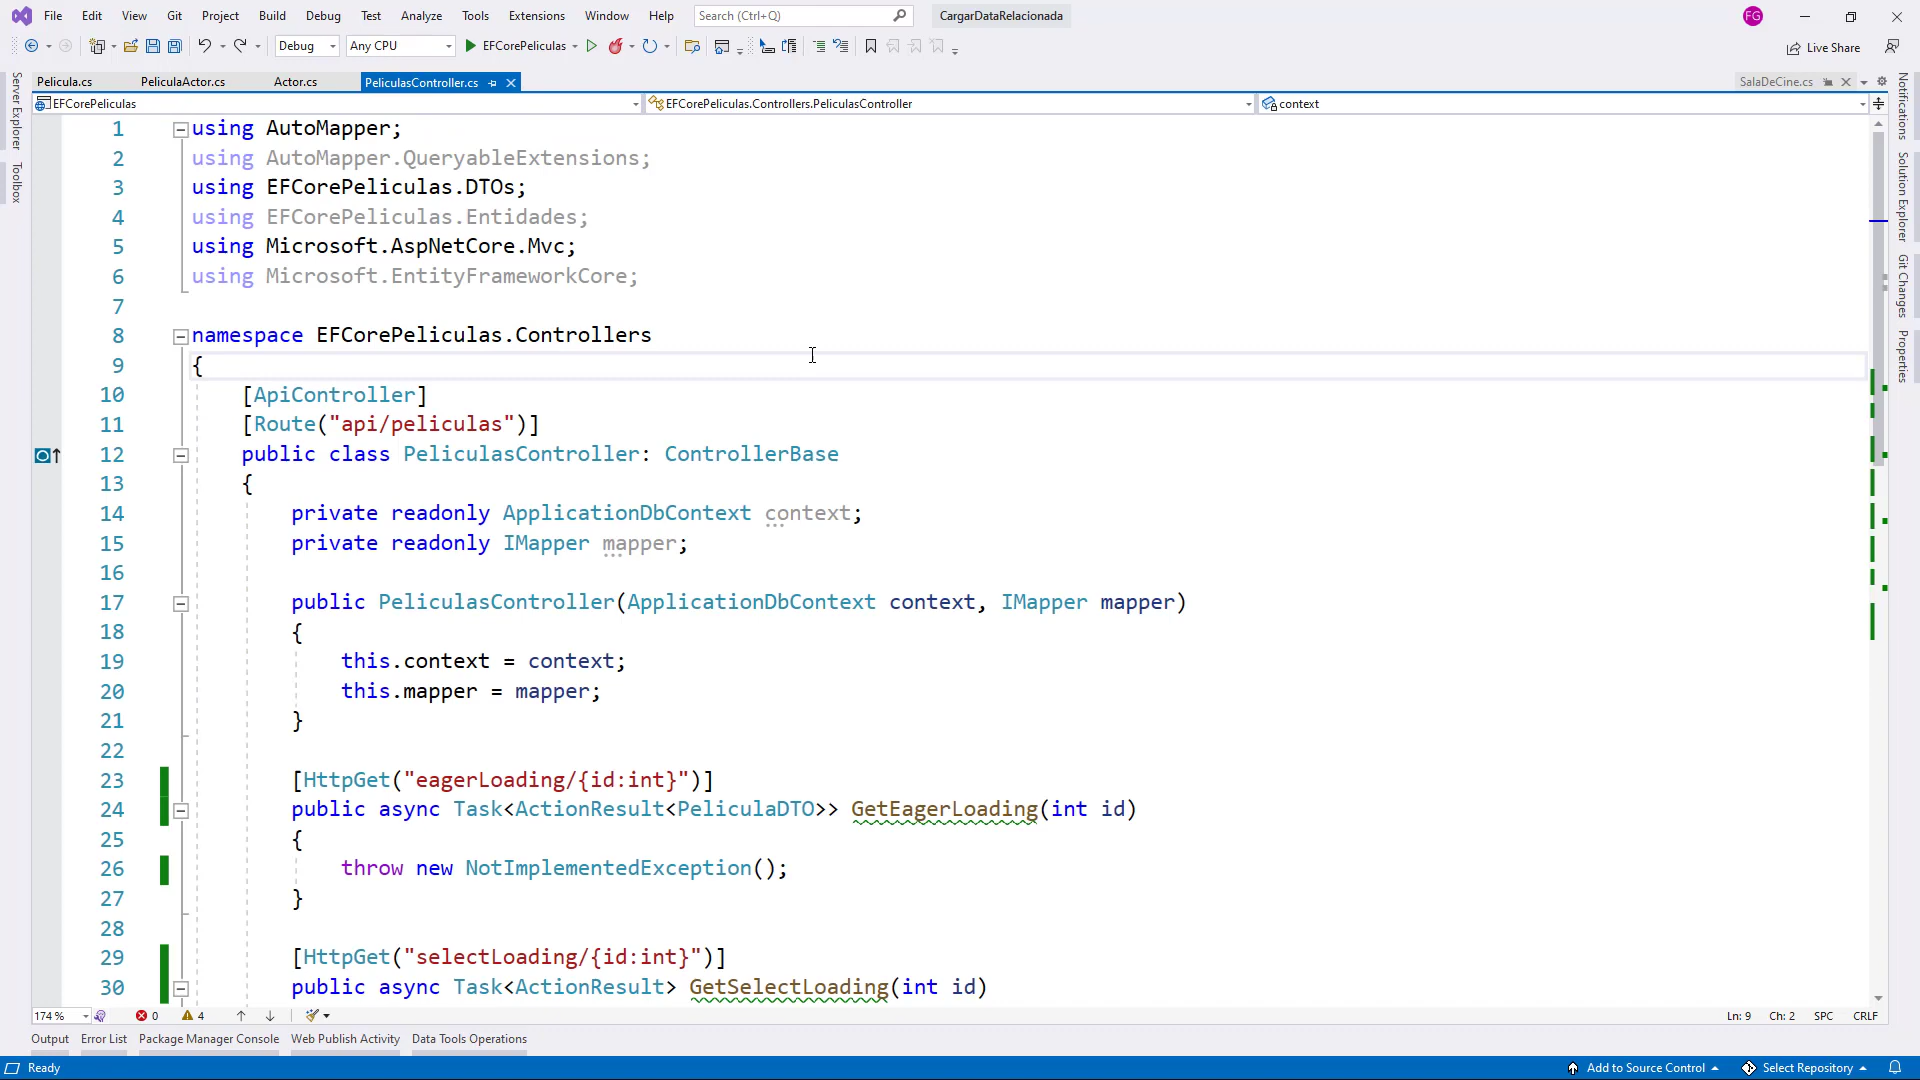 File Edit View Git Project Build Debug Test Analyze Tools Extensions Window Help Search (Ctrl+Q) CargarDataRelacionada FG
Debug Any CPU EFCorePeliculas Live Share
Pelicula.cs PeliculaActor.cs Actor.cs PeliculasController.cs SalaDeCine.cs
EFCorePeliculas EFCorePeliculas.Controllers.PeliculasController context
Server Explorer
Toolbox
Notifications
Solution Explorer
Git Changes
Properties
1 using AutoMapper;
2 using AutoMapper.QueryableExtensions;
3 using EFCorePeliculas.DTOs;
4 using EFCorePeliculas.Entidades;
5 using Microsoft.AspNetCore.Mvc;
6 using Microsoft.EntityFrameworkCore;
7
8 namespace EFCorePeliculas.Controllers
9 {
10 [ApiController]
11 [Route("api/peliculas")]
12 public class PeliculasController: ControllerBase
13 {
14 private readonly ApplicationDbContext context;
15 private readonly IMapper mapper;
16
17 public PeliculasController(ApplicationDbContext context, IMapper mapper)
18 {
19 this.context = context;
20 this.mapper = mapper;
21 }
22
23 [HttpGet("eagerLoading/{id:int}")]
24 public async Task<ActionResult<PeliculaDTO>> GetEagerLoading(int id)
25 {
26 throw new NotImplementedException();
27 }
28
29 [HttpGet("selectLoading/{id:int}")]
30 public async Task<ActionResult> GetSelectLoading(int id)
174 % 0 4 Ln: 9 Ch: 2 SPC CRLF
Output Error List Package Manager Console Web Publish Activity Data Tools Operations
Ready Add to Source Control Select Repository